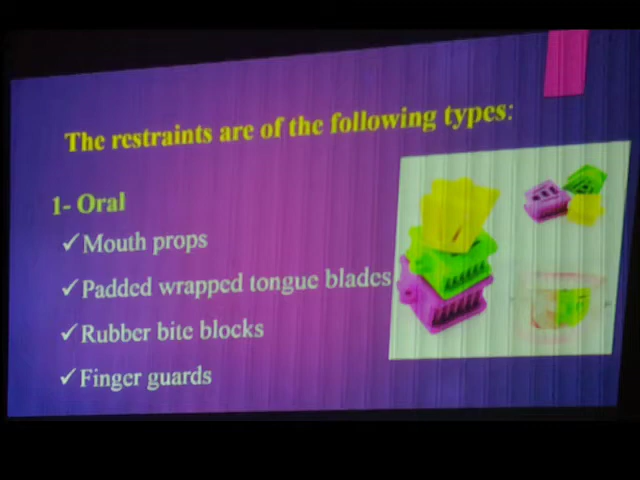 The restraints are of the following types:
1- Oral
✓ Mouth props
✓ Padded wrapped tongue blades
✓ Rubber bite blocks
✓ Finger guards